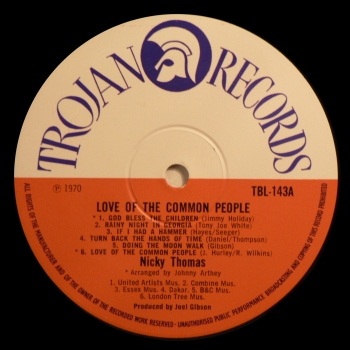 TROJAN RECORDS
℗ 1970
TBL-143A
LOVE OF THE COMMON PEOPLE
* 1. GOD BLESS THE CHILDREN (Jimmy Holiday)
2. RAINY NIGHT IN GEORGIA (Tony Joe White)
3. IF I HAD A HAMMER (Hayes/Seeger)
4. TURN BACK THE HANDS OF TIME (Daniel/Thompson)
5. DOING THE MOON WALK (Gibson)
* 6. LOVE OF THE COMMON PEOPLE (J. Hurley/R. Wilkins)
Nicky Thomas
* Arranged by Johnny Arthey
1. United Artists Mus. 2. Combine Mus.
3. Essex Mus. 4. Dakar. 5. B&C Mus.
6. London Tree Mus.
Produced by Joel Gibson
ALL RIGHTS OF THE MANUFACTURER AND OF THE OWNER OF THE RECORDED WORK RESERVED - UNAUTHORISED PUBLIC PERFORMANCE BROADCASTING AND COPYING OF THIS RECORD PROHIBITED